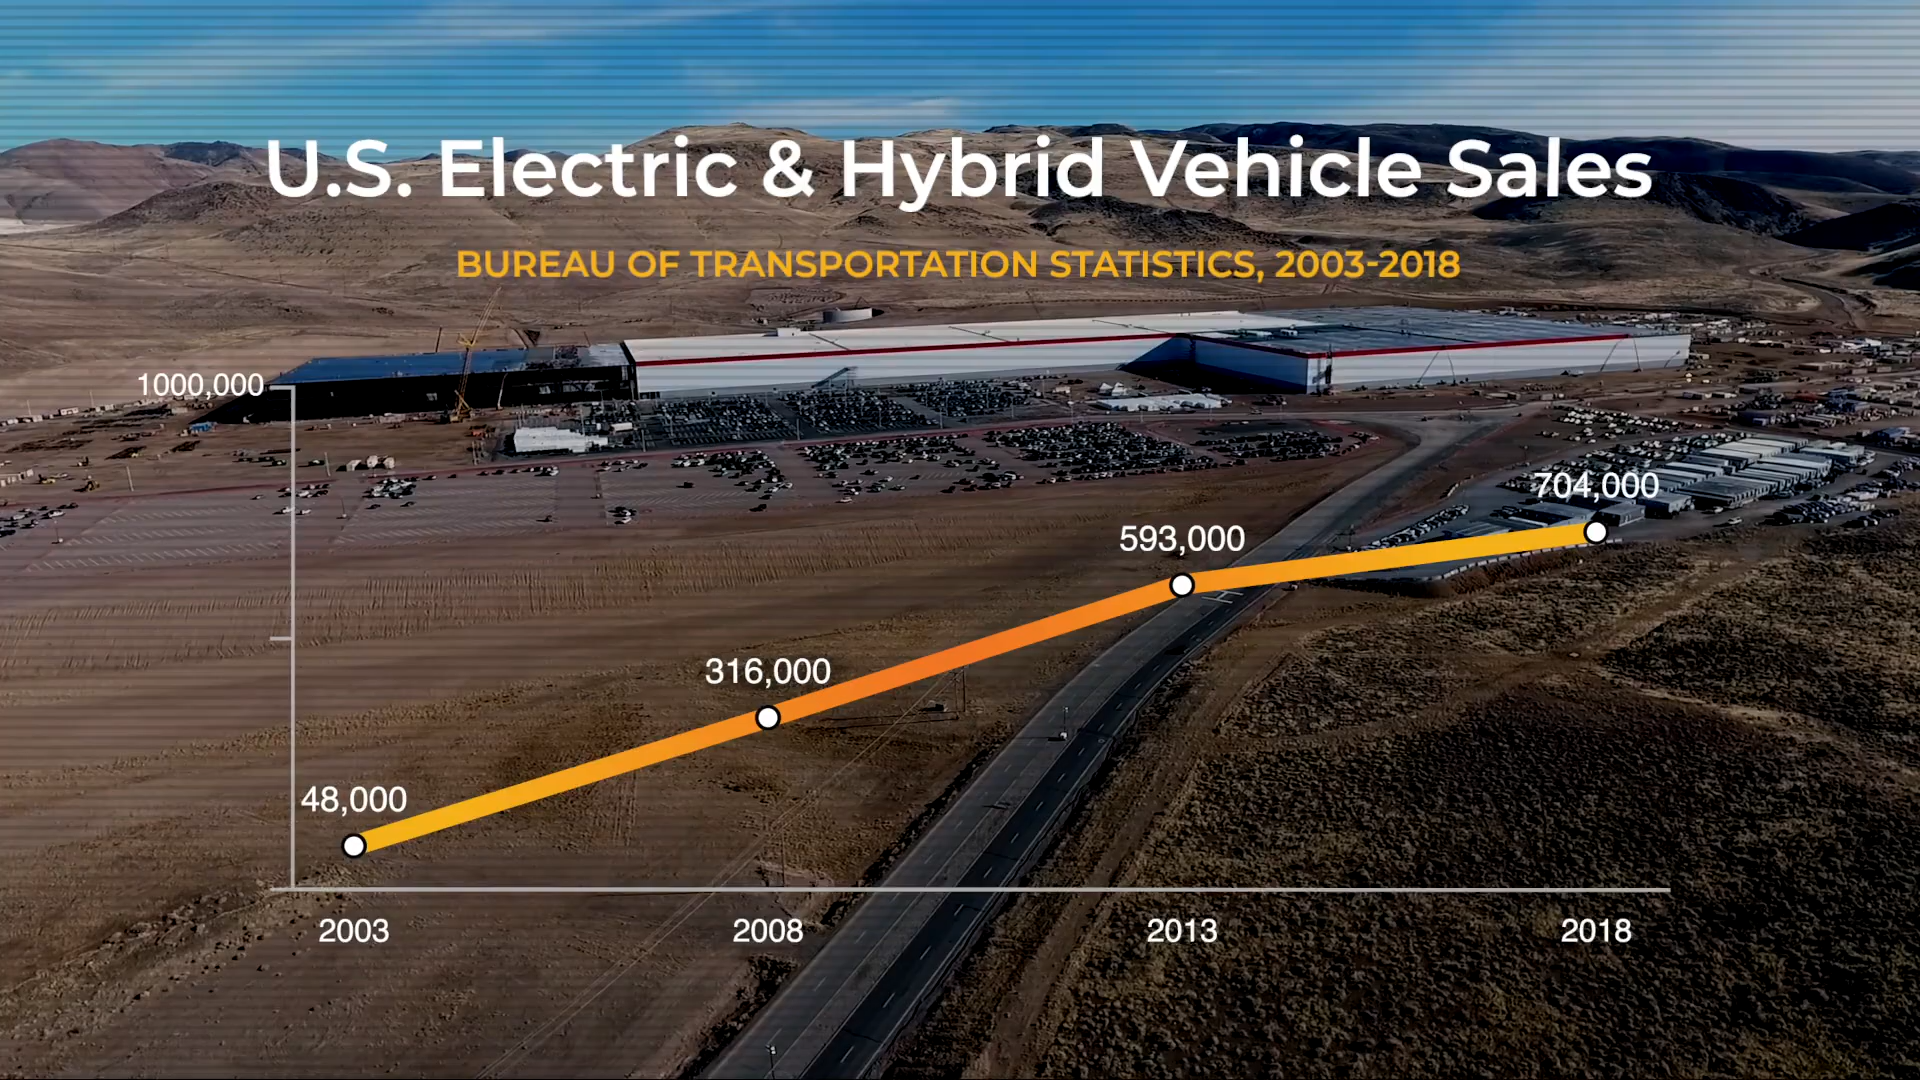 U.S. Electric & Hybrid Vehicle Sales
BUREAU OF TRANSPORTATION STATISTICS, 2003-2018
1000,000
704,000
593,000
316,000
48,000
2003 2008 2013 2018